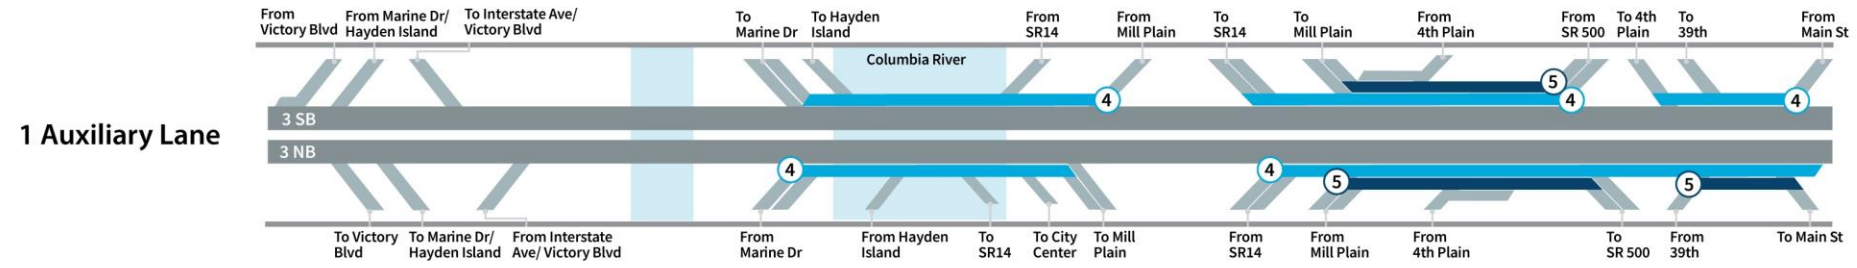 From
Victory Blvd
From Marine Dr/
Hayden Island
To Interstate Ave/
Victory Blvd
To
Marine Dr
To Hayden
Island
From
SR14
From
Mill Plain
To
SR14
To
Mill Plain
From
4th Plain
From
SR 500
To 4th
Plain
To
39th
From
Main St
Columbia River
5
4
4
4
1 Auxiliary Lane
3 SB
3 NB
4
4
5
5
To Victory
Blvd
To Marine Dr/
Hayden Island
From Interstate
Ave/ Victory Blvd
From
Marine Dr
From Hayden
Island
To
SR14
To City
Center
To Mill
Plain
From
SR14
From
Mill Plain
From
4th Plain
To
SR 500
From
39th
To Main St